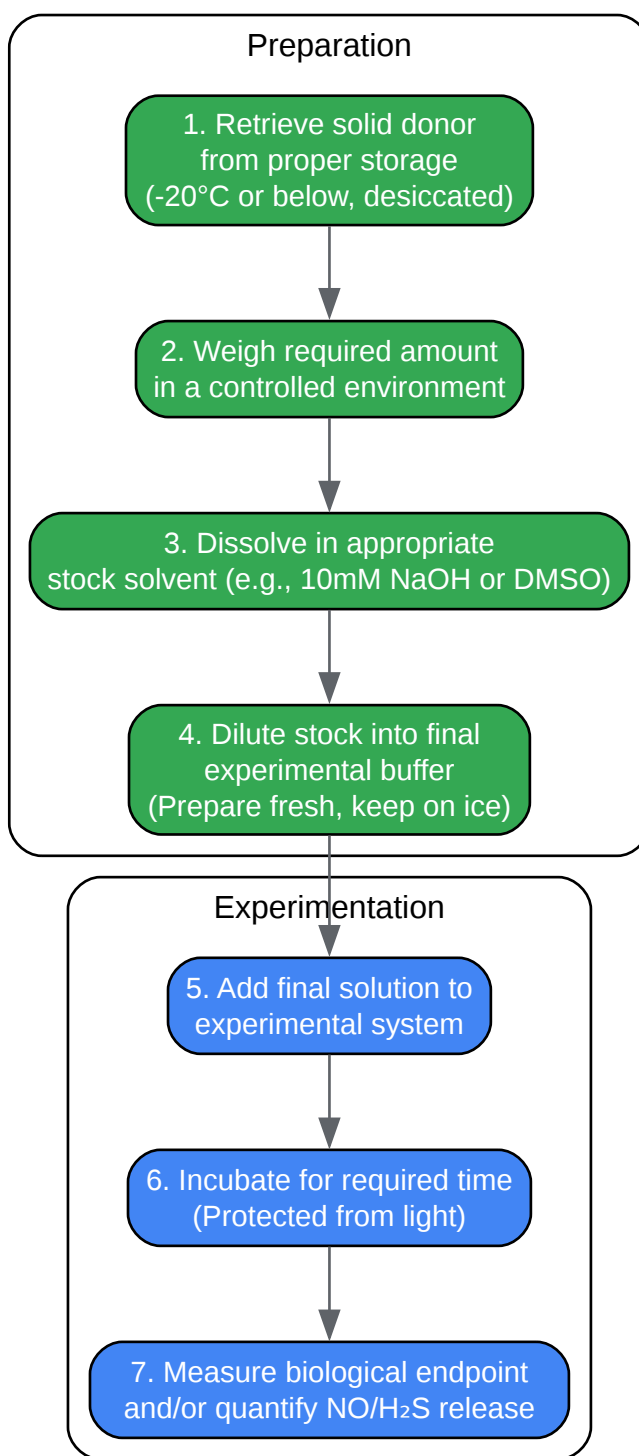 Preparation
1. Retrieve solid donor
from proper storage
(-20°C or below, desiccated)
2. Weigh required amount
in a controlled environment
3. Dissolve in appropriate
stock solvent (e.g., 10mM NaOH or DMSO)
4. Dilute stock into final
experimental buffer
(Prepare fresh, keep on ice)
Experimentation
5. Add final solution to
experimental system
6. Incubate for required time
(Protected from light)
7. Measure biological endpoint
and/or quantify NO/H₂S release